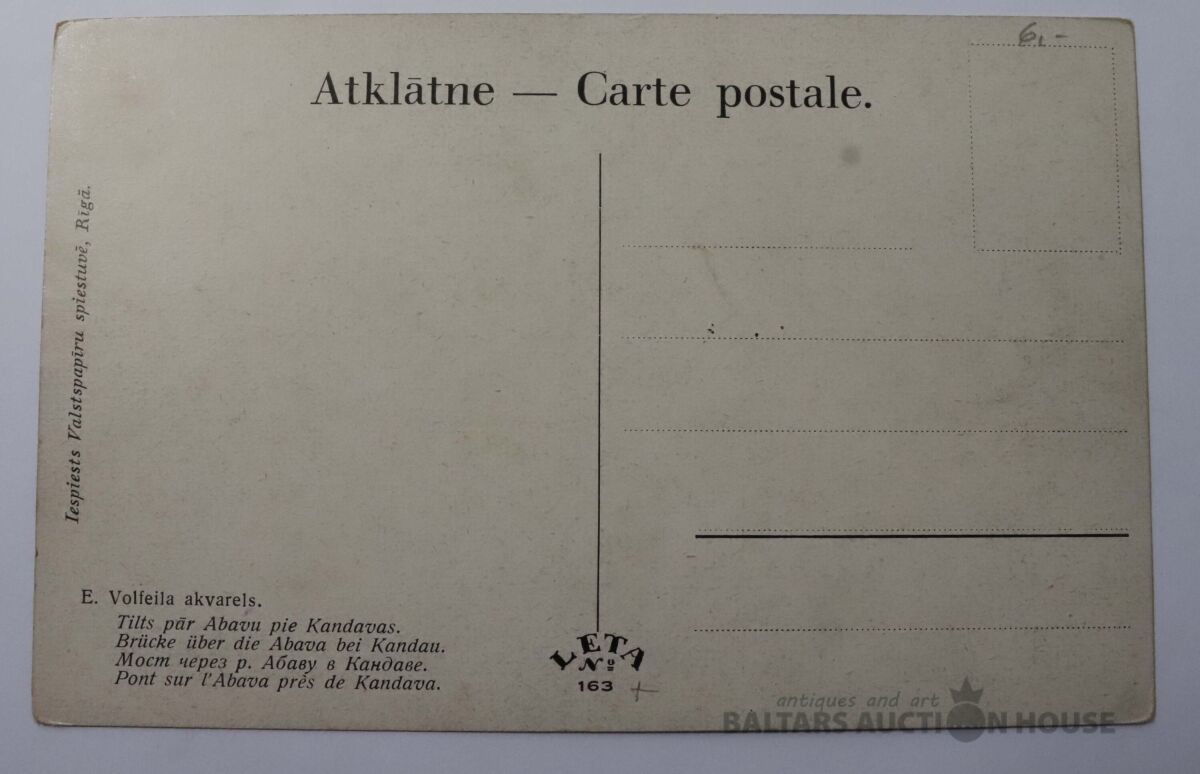 6,-
Atklātne — Carte postale.
Iespiests Valstspapīru spiestuvē, Rīgā.
E. Volfeila akvarels.
Tilts pār Abavu pie Kandavas.
Brücke über die Abava bei Kandau.
Мост через р. Абаву в Кандаве.
Pont sur l'Abava prés de Kandava.
LETA
№
163 +
antiques and art
BALTARS AUCTION HOUSE